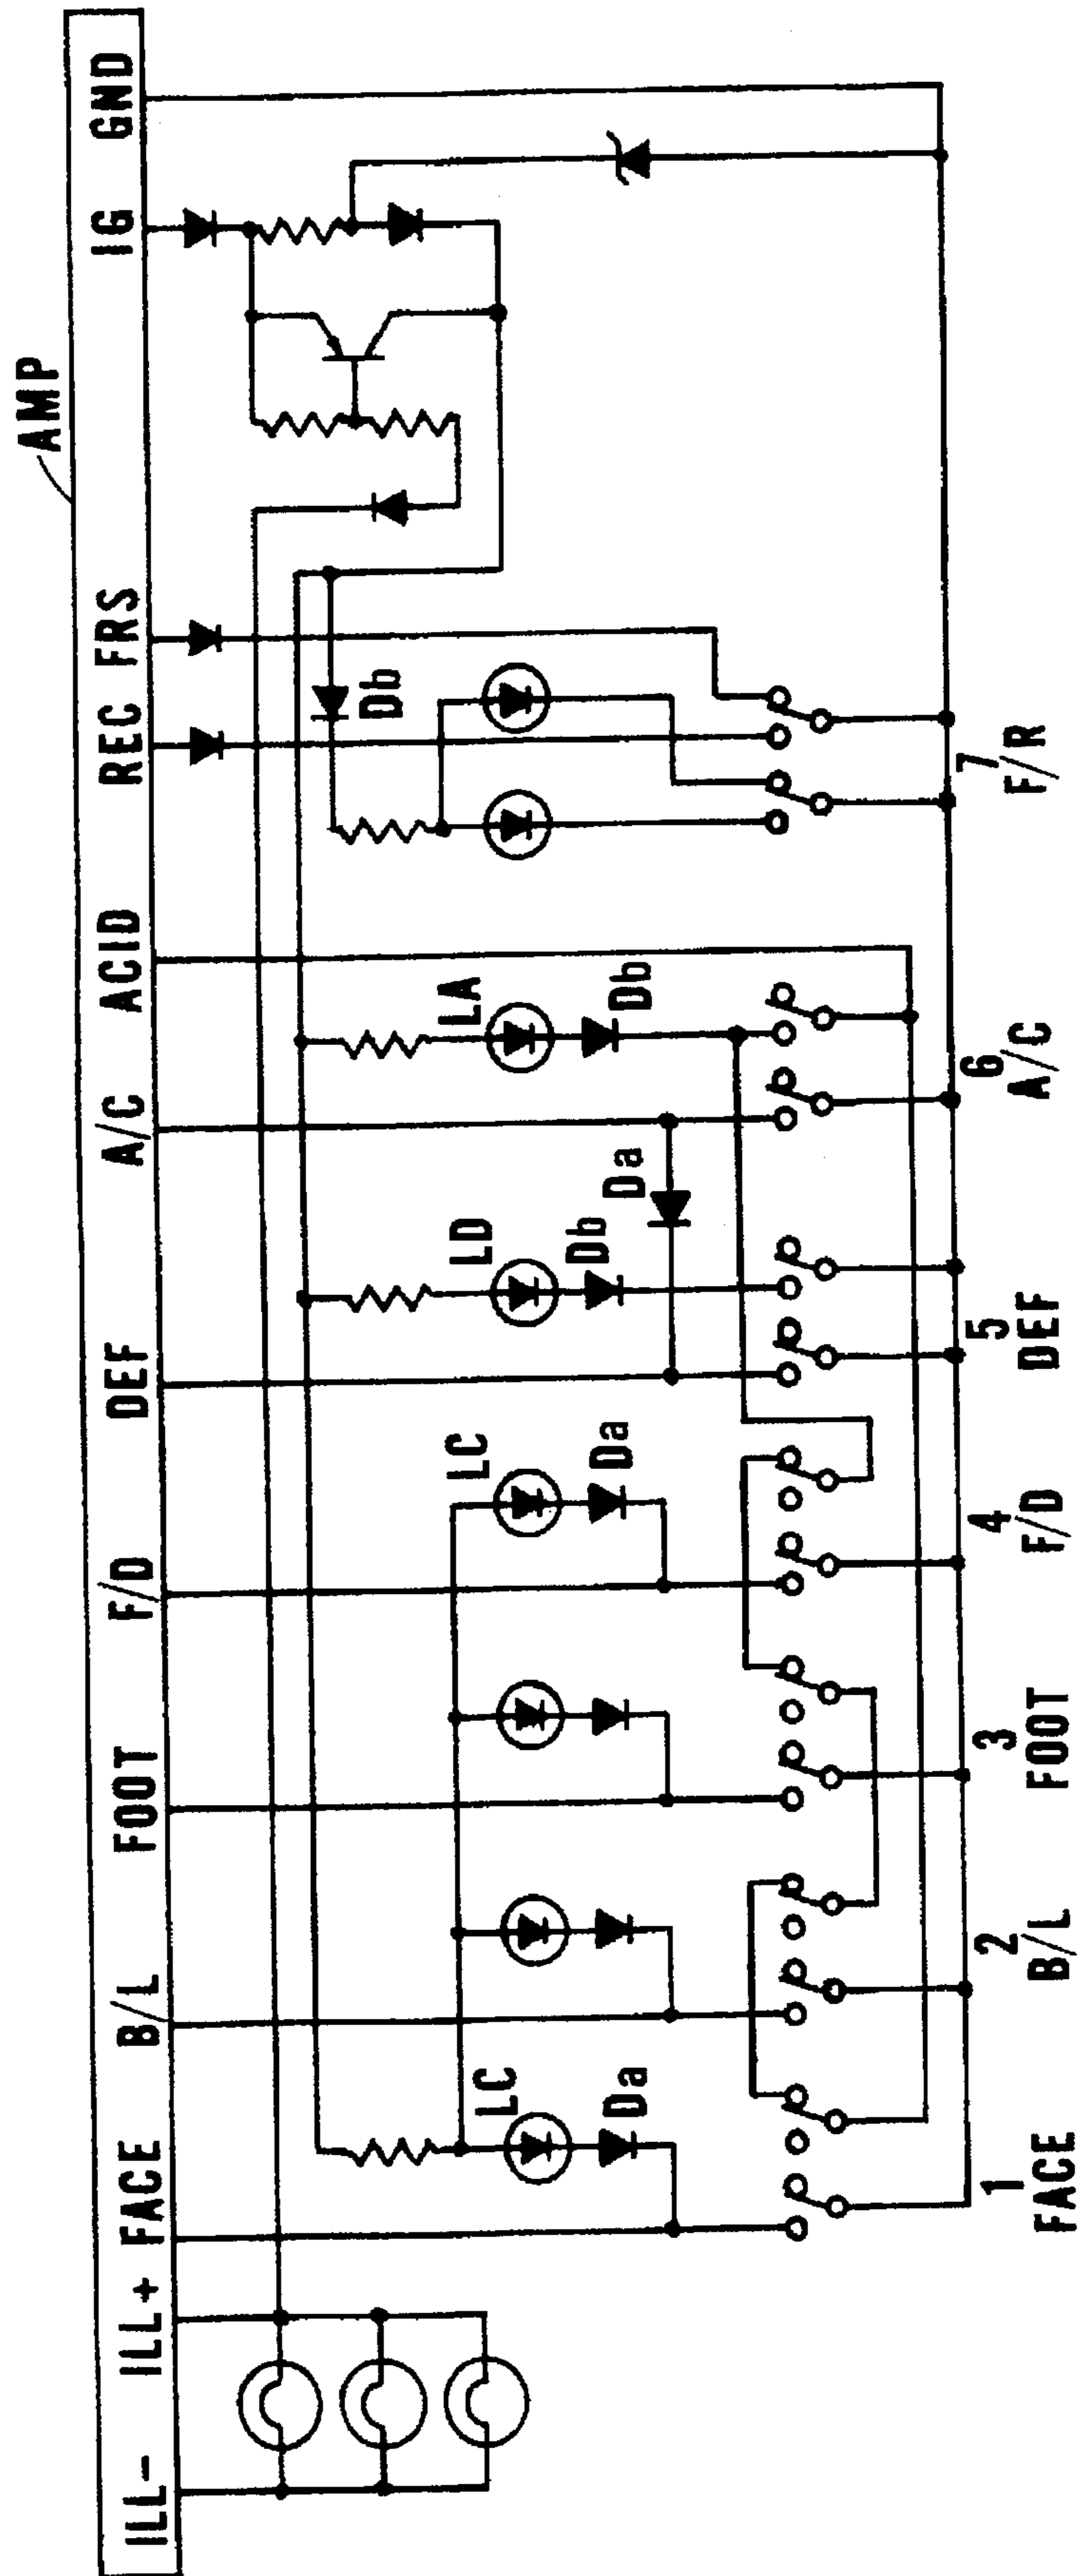 AMP
ILL- ILL+ FACE B/L FOOT F/D DEF A/C ACID REC FRS IG GND
Db
LC LC LD LA
Da Da Db Db
Da
1 2 3 4 5 6 7
FACE B/L FOOT F/D DEF A/C F/R